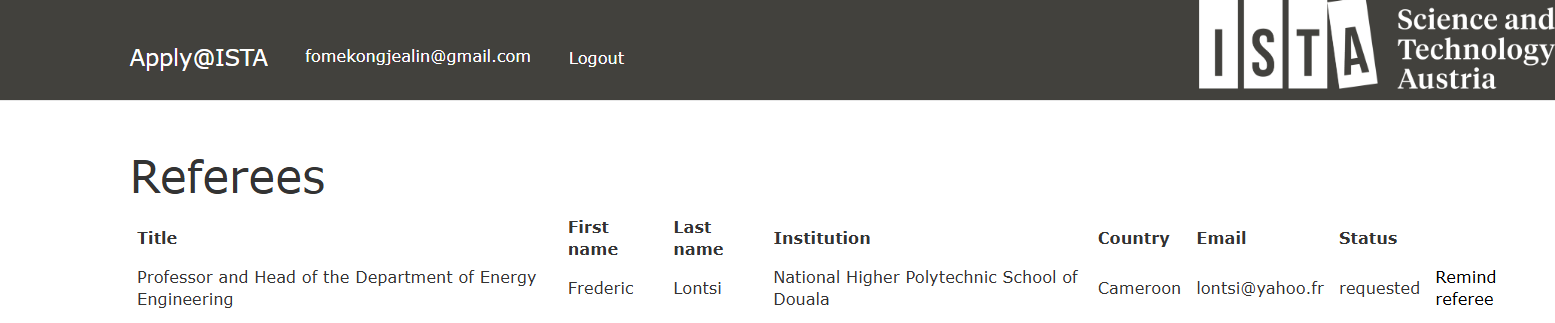 Apply@ISTA fomekongjealin@gmail.com Logout
ISTA
Science and
Technology
Austria
Referees
Title First name Last name Institution Country Email Status
Professor and Head of the Department of Energy Engineering Frederic Lontsi National Higher Polytechnic School of Douala Cameroon lontsi@yahoo.fr requested Remind referee